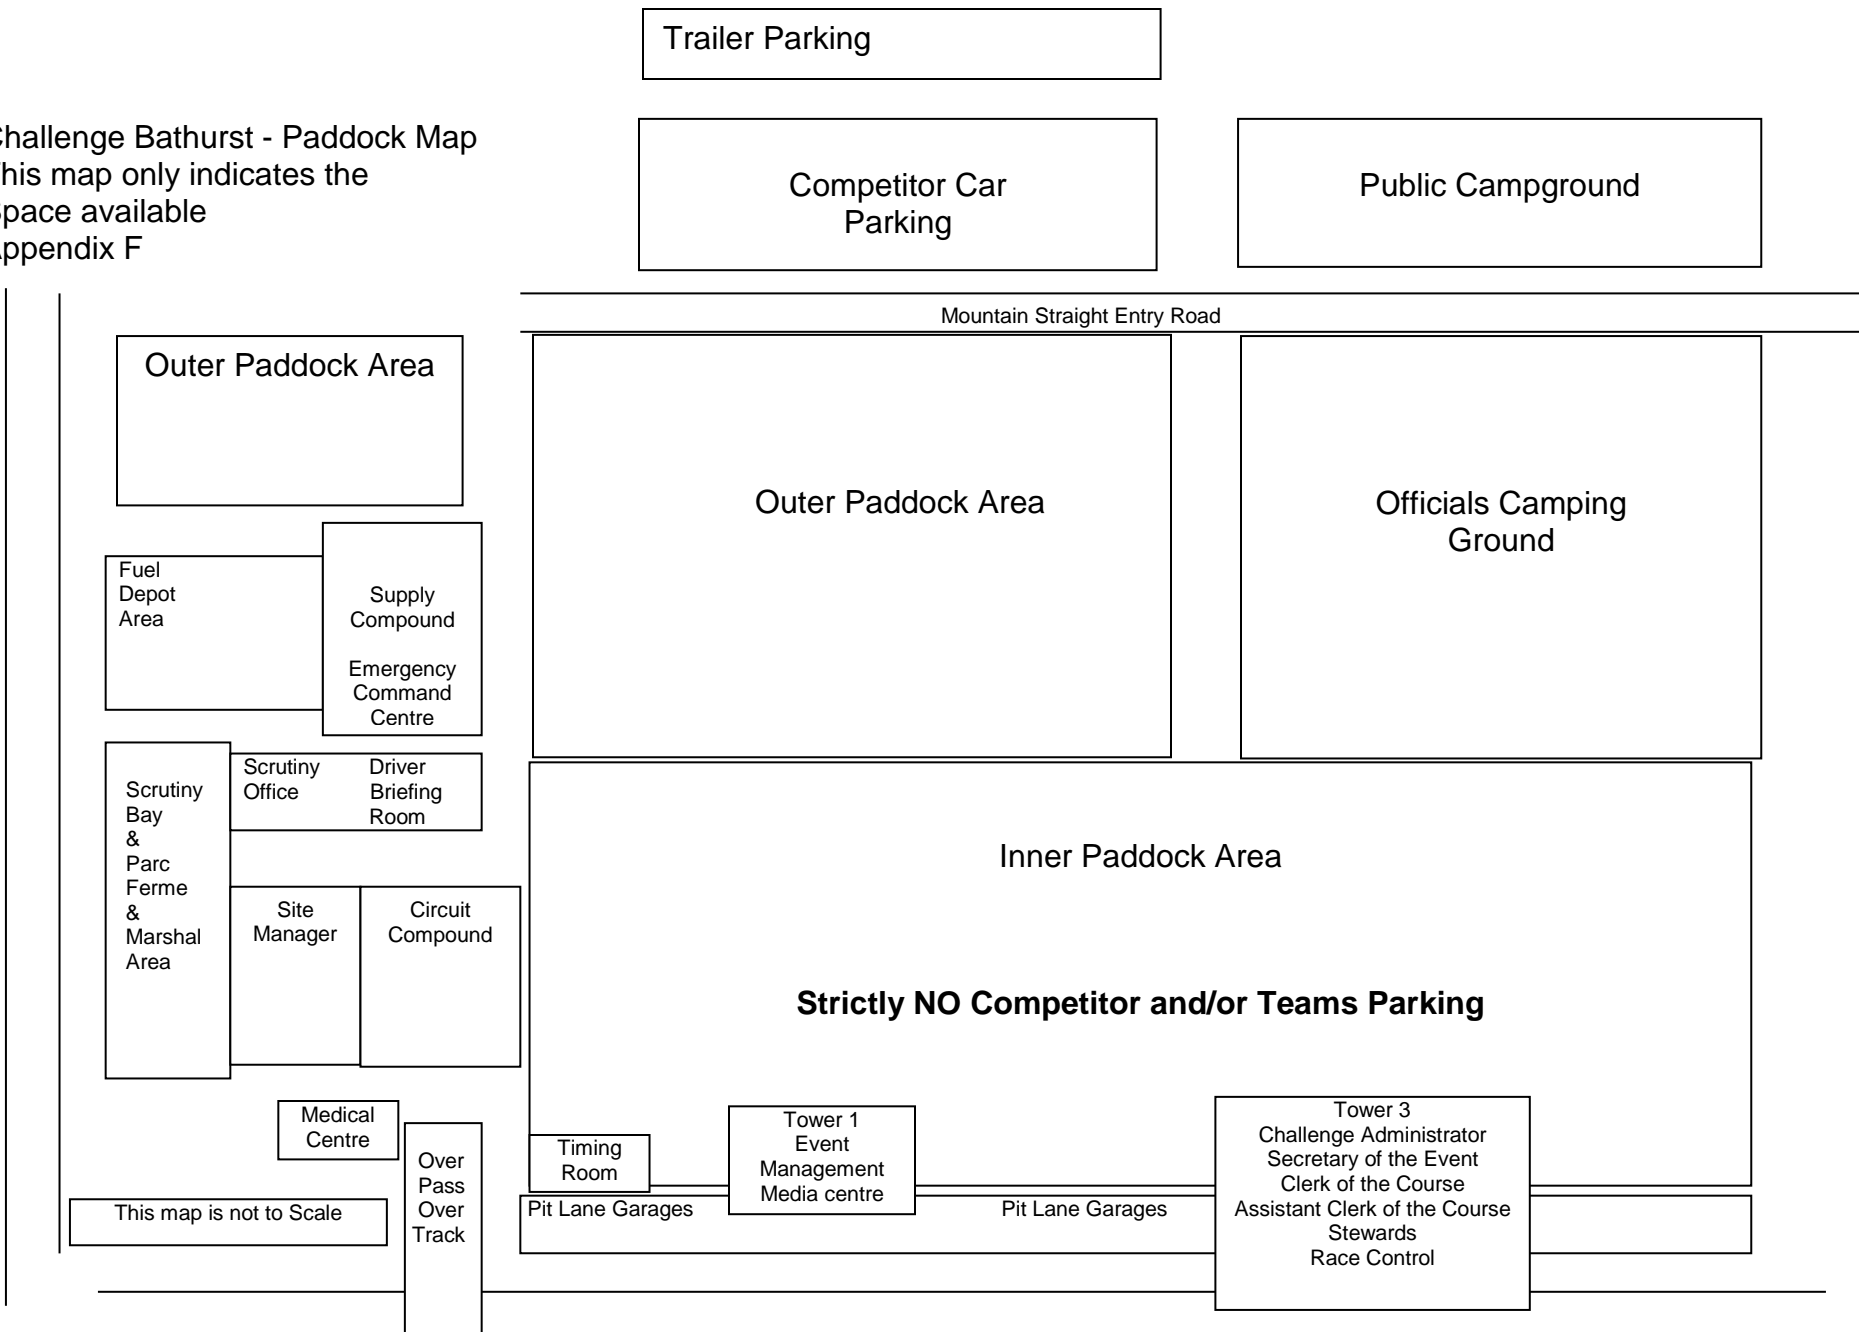 Trailer Parking
Challenge Bathurst - Paddock Map
This map only indicates the
Space available
Appendix F
Competitor Car
Parking
Public Campground
Mountain Straight Entry Road
Outer Paddock Area
Outer Paddock Area
Officials Camping
Ground
Fuel
Depot
Area
Supply
Compound
Emergency
Command
Centre
Scrutiny
Bay
&
Parc
Ferme
&
Marshal
Area
Scrutiny
Office
Driver
Briefing
Room
Inner Paddock Area
Site
Manager
Circuit
Compound
Strictly NO Competitor and/or Teams Parking
Medical
Centre
Over
Pass
Over
Track
Timing
Room
Tower 1
Event
Management
Media centre
Tower 3
Challenge Administrator
Secretary of the Event
Clerk of the Course
Assistant Clerk of the Course
Stewards
Race Control
This map is not to Scale
Pit Lane Garages
Pit Lane Garages